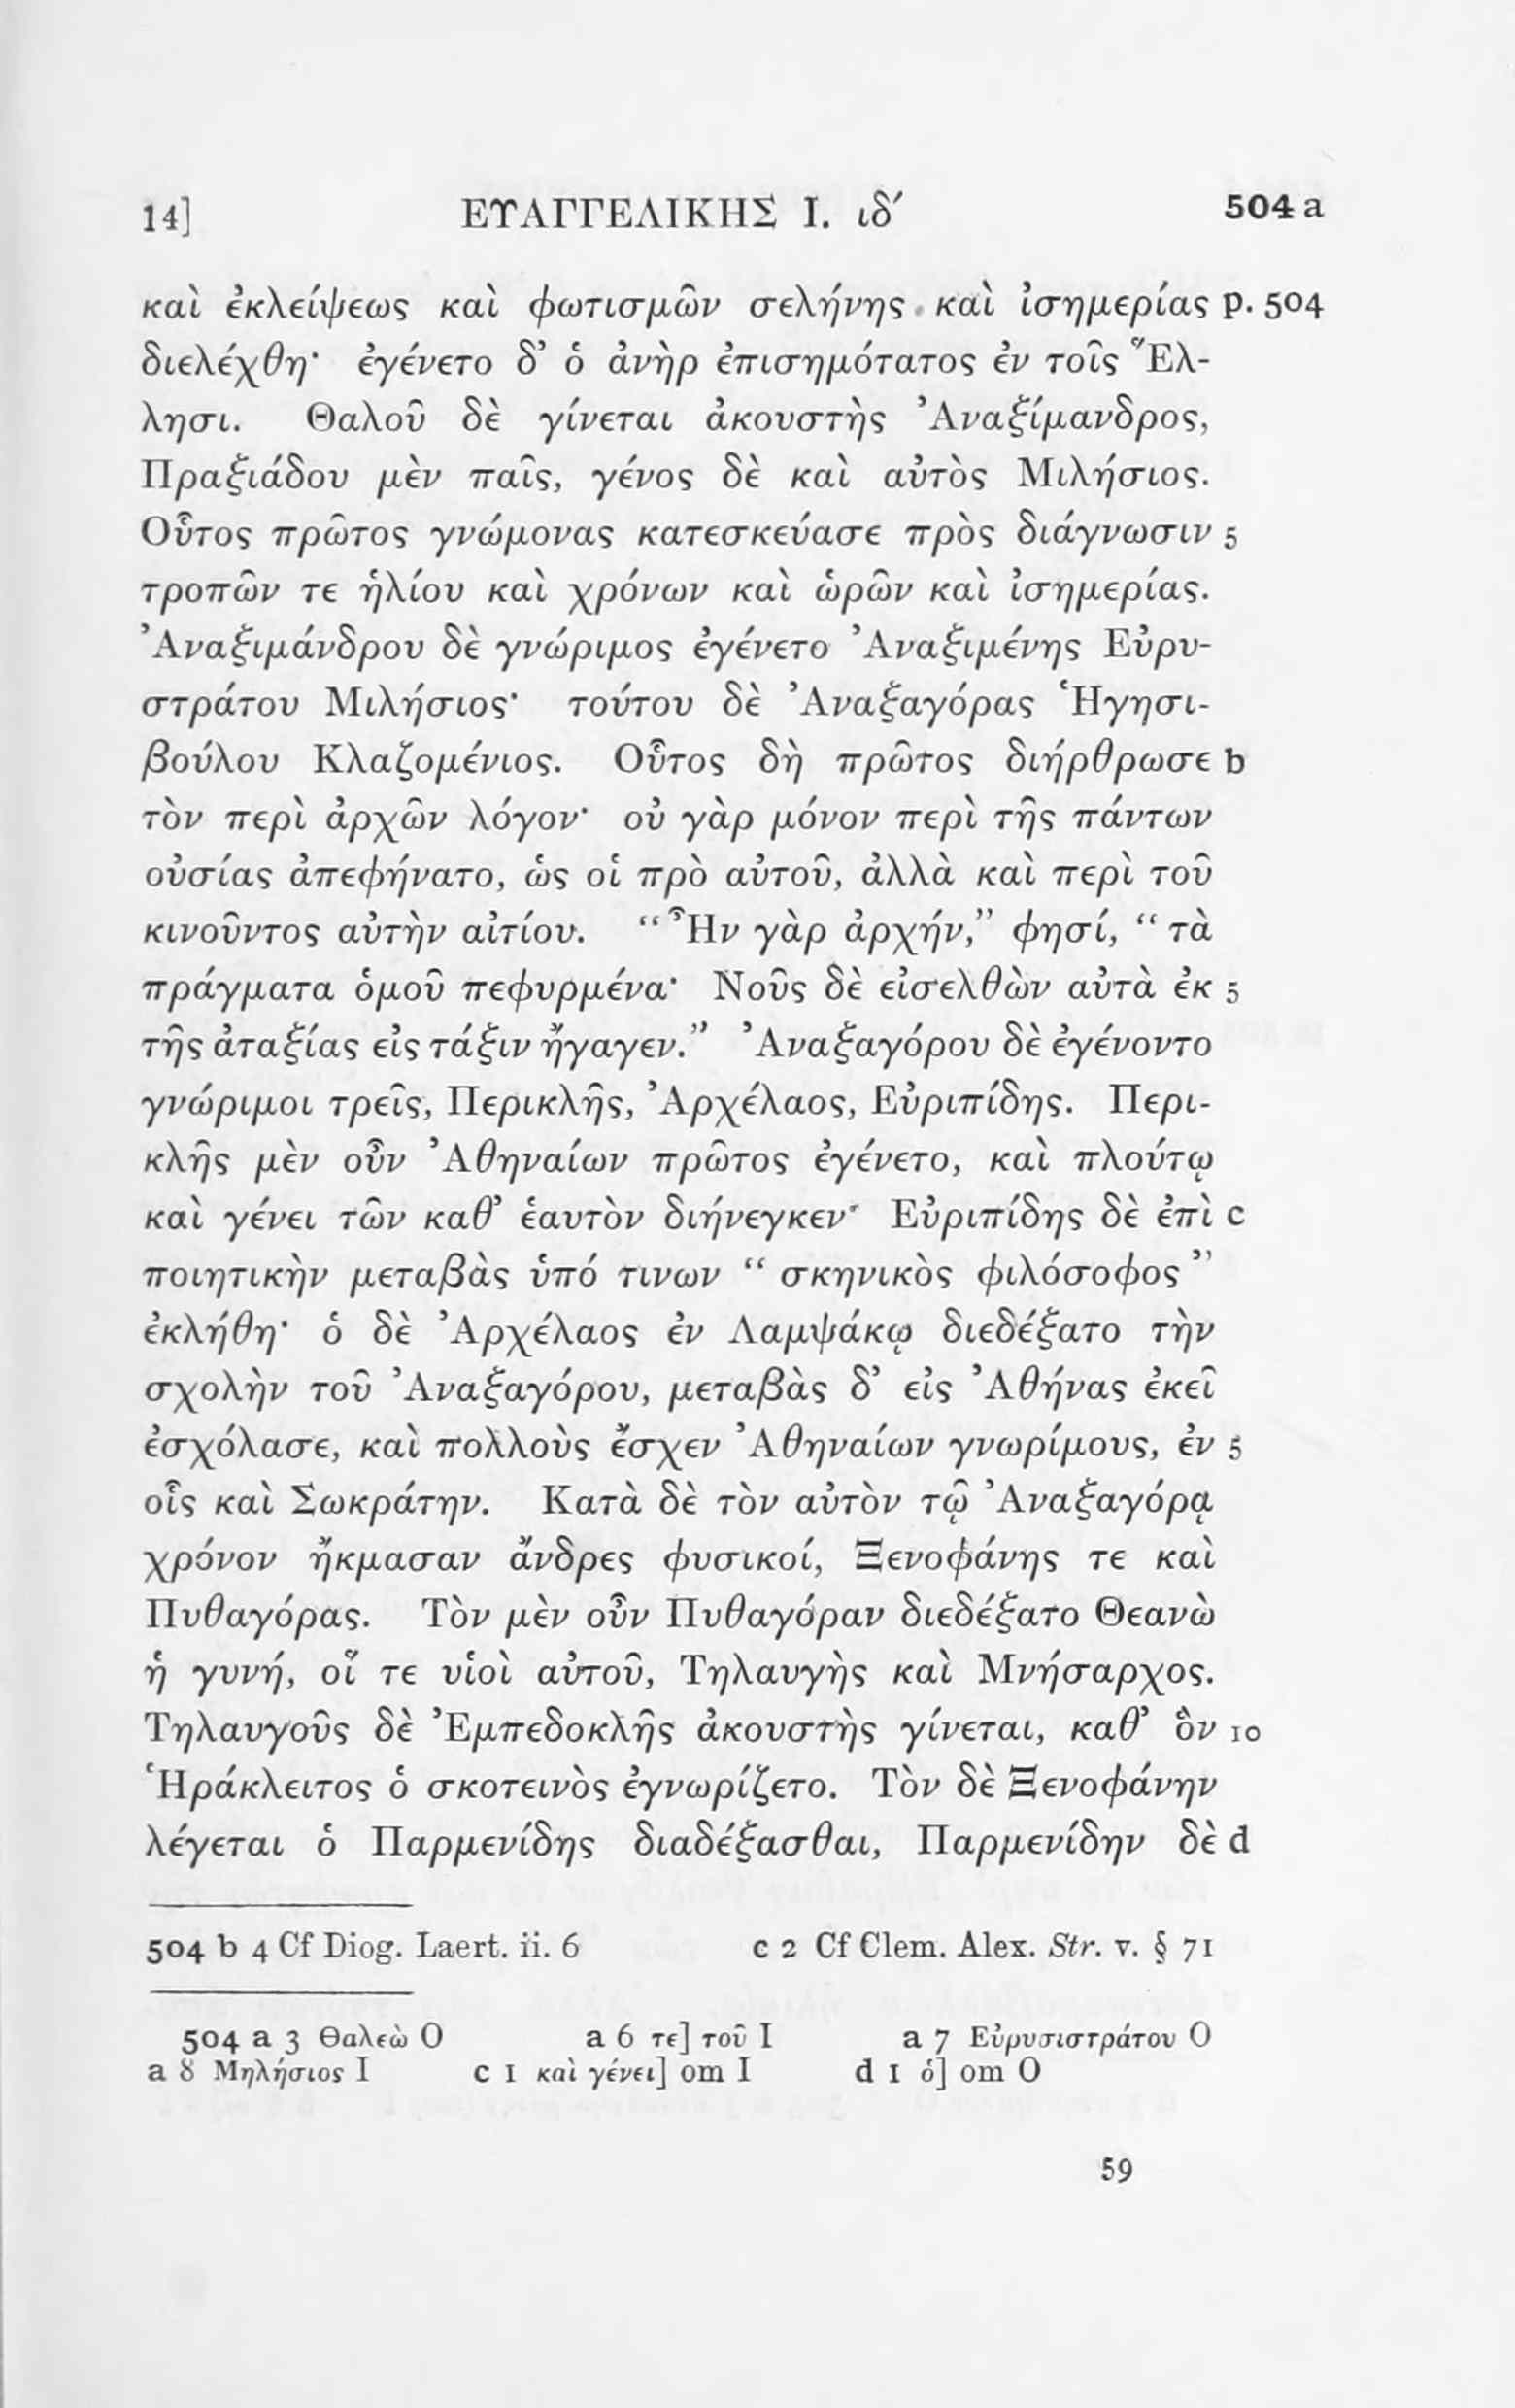 14] ΕΥΑΓΓΕΛΙΚΗΣ Ι. ιδ′ 504 a
καὶ ἐκλείψεως καὶ φωτισμῶν σελήνης καὶ ἰσημερίας p. 504
διελέχθη· ἐγένετο δ’ ὁ ἀνὴρ ἐπισημότατος ἐν τοῖς Ἕλ-
λησι. Θαλοῦ δὲ γίνεται ἀκουστὴς Ἀναξίμανδρος,
Πραξιάδου μὲν παῖς, γένος δὲ καὶ αὐτὸς Μιλήσιος.
Οὗτος πρῶτος γνώμονας κατεσκεύασε πρὸς διάγνωσιν 5
τροπῶν τε ἡλίου καὶ χρόνων καὶ ὡρῶν καὶ ἰσημερίας.
Ἀναξιμάνδρου δὲ γνώριμος ἐγένετο Ἀναξιμένης Εὐρυ-
στράτου Μιλήσιος· τούτου δὲ Ἀναξαγόρας Ἡγησι-
βούλου Κλαζομένιος. Οὗτος δὴ πρῶτος διήρθρωσε b
τὸν περὶ ἀρχῶν λόγον· οὐ γὰρ μόνον περὶ τῆς πάντων
οὐσίας ἀπεφήνατο, ὡς οἱ πρὸ αὐτοῦ, ἀλλὰ καὶ περὶ τοῦ
κινοῦντος αὐτὴν αἰτίου. “Ἦν γὰρ ἀρχήν,” φησί, “τὰ
πράγματα ὁμοῦ πεφυρμένα· Νοῦς δὲ εἰσελθὼν αὐτὰ ἐκ 5
τῆς ἀταξίας εἰς τάξιν ἤγαγεν.” Ἀναξαγόρου δὲ ἐγένοντο
γνώριμοι τρεῖς, Περικλῆς, Ἀρχέλαος, Εὐριπίδης. Περι-
κλῆς μὲν οὖν Ἀθηναίων πρῶτος ἐγένετο, καὶ πλούτῳ
καὶ γένει τῶν καθ’ ἑαυτὸν διήνεγκεν· Εὐριπίδης δὲ ἐπὶ c
ποιητικὴν μεταβὰς ὑπό τινων “σκηνικὸς φιλόσοφος”
ἐκλήθη· ὁ δὲ Ἀρχέλαος ἐν Λαμψάκῳ διεδέξατο τὴν
σχολὴν τοῦ Ἀναξαγόρου, μεταβὰς δ’ εἰς Ἀθήνας ἐκεῖ
ἐσχόλασε, καὶ πολλοὺς ἔσχεν Ἀθηναίων γνωρίμους, ἐν 5
οἷς καὶ Σωκράτην. Κατὰ δὲ τὸν αὐτὸν τῷ Ἀναξαγόρᾳ
χρόνον ἤκμασαν ἄνδρες φυσικοί, Ξενοφάνης τε καὶ
Πυθαγόρας. Τὸν μὲν οὖν Πυθαγόραν διεδέξατο Θεανὼ
ἡ γυνή, οἵ τε υἱοὶ αὐτοῦ, Τηλαυγὴς καὶ Μνήσαρχος.
Τηλαυγοῦς δὲ Ἐμπεδοκλῆς ἀκουστὴς γίνεται, καθ’ ὃν 10
Ἡράκλειτος ὁ σκοτεινὸς ἐγνωρίζετο. Τὸν δὲ Ξενοφάνην
λέγεται ὁ Παρμενίδης διαδέξασθαι, Παρμενίδην δὲ d
504 b 4 Cf Diog. Laert. ii. 6 c 2 Cf Clem. Alex. Str. v. § 71
504 a 3 Θαλεὼ O a 6 τε] τοῦ I a 7 Εὐρυσιστράτου O
a 8 Μηλήσιος I c 1 καὶ γένει] om I d 1 ὁ] om O
59